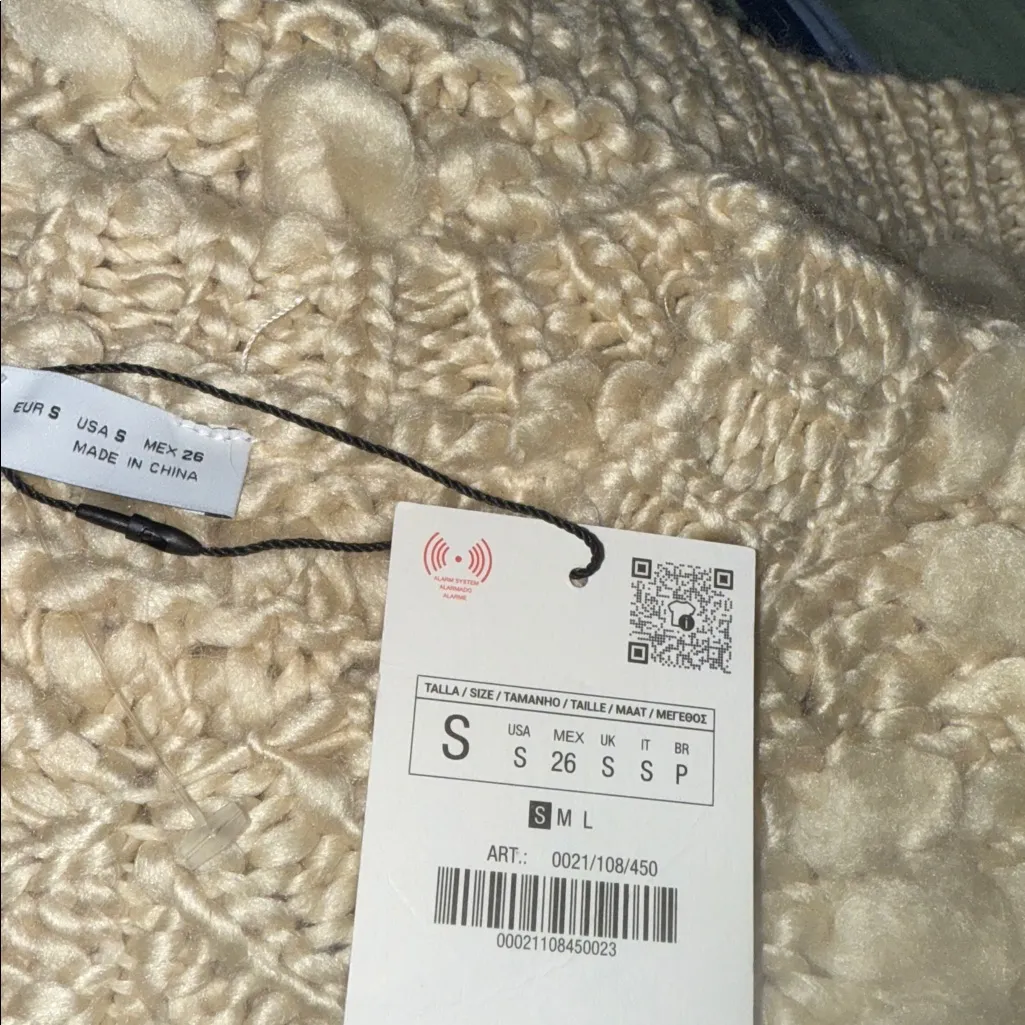 EUR S USA S MEX 26
MADE IN CHINA
ALARM SYSTEM
ALARMADO
ALARME
TALLA / SIZE / TAMANHO / TAILLE / MAAT / ΜΕΓΕΘΟΣ
S
USA MEX UK IT BR
S 26 S S P
S M L
ART.: 0021/108/450
00021108450023